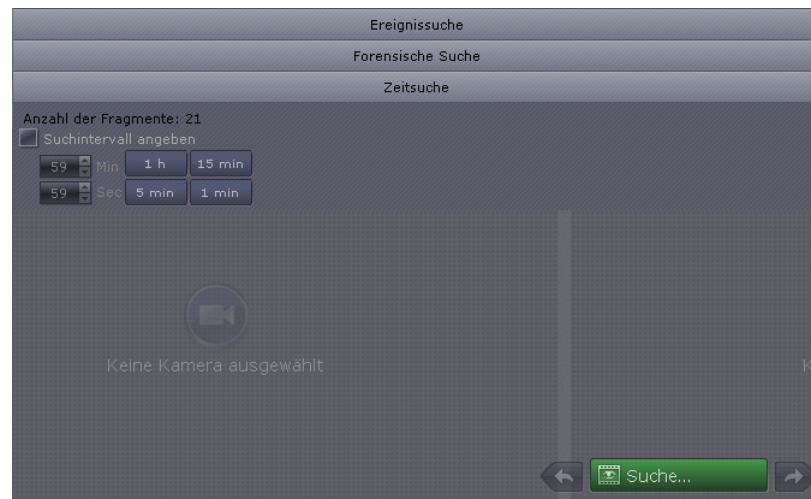 Ereignissuche
Forensische Suche
Zeitsuche
Anzahl der Fragmente: 21
Suchintervall angeben
59 Min 1 h 15 min
59 Sec 5 min 1 min
Keine Kamera ausgewählt
Suche...